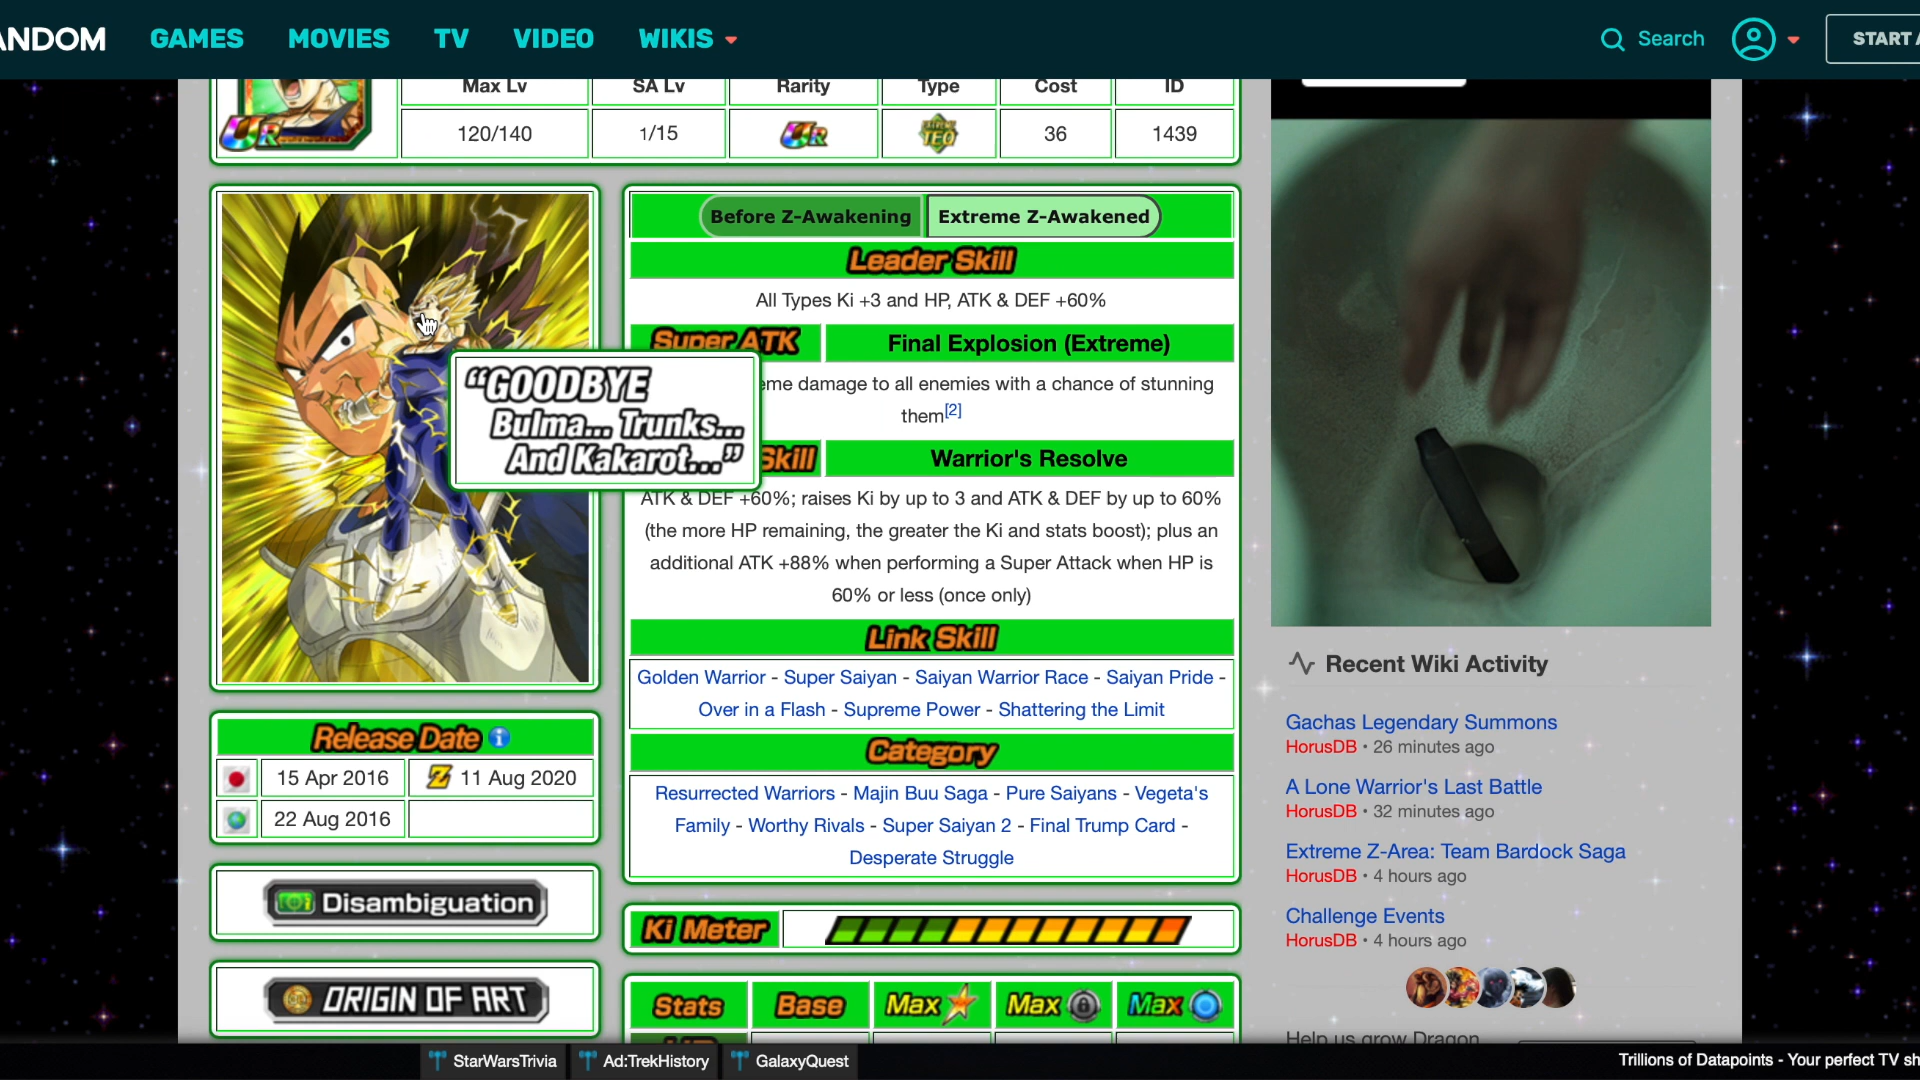 ANDOM GAMES MOVIES TV VIDEO WIKIS Search START A
Max Lv SA Lv Rarity Type Cost ID
UR 120/140 1/15 UR EXTREME TEQ 36 1439
Before Z-Awakening Extreme Z-Awakened
Leader Skill
All Types Ki +3 and HP, ATK & DEF +60%
Super ATK Final Explosion (Extreme)
eme damage to all enemies with a chance of stunning
them[2]
Skill Warrior's Resolve
ATK & DEF +60%; raises Ki by up to 3 and ATK & DEF by up to 60%
(the more HP remaining, the greater the Ki and stats boost); plus an
additional ATK +88% when performing a Super Attack when HP is
60% or less (once only)
Link Skill
Golden Warrior - Super Saiyan - Saiyan Warrior Race - Saiyan Pride -
Over in a Flash - Supreme Power - Shattering the Limit
Category
Resurrected Warriors - Majin Buu Saga - Pure Saiyans - Vegeta's
Family - Worthy Rivals - Super Saiyan 2 - Final Trump Card -
Desperate Struggle
Ki Meter
Stats Base Max Max Max
“GOODBYE
Bulma... Trunks...
And Kakarot...”
Release Date
15 Apr 2016 Z 11 Aug 2020
22 Aug 2016
Disambiguation
ORIGIN OF ART
Recent Wiki Activity
Gachas Legendary Summons
HorusDB • 26 minutes ago
A Lone Warrior's Last Battle
HorusDB • 32 minutes ago
Extreme Z-Area: Team Bardock Saga
HorusDB • 4 hours ago
Challenge Events
HorusDB • 4 hours ago
Help us grow Dragon
StarWarsTrivia Ad:TrekHistory GalaxyQuest Trillions of Datapoints - Your perfect TV sh